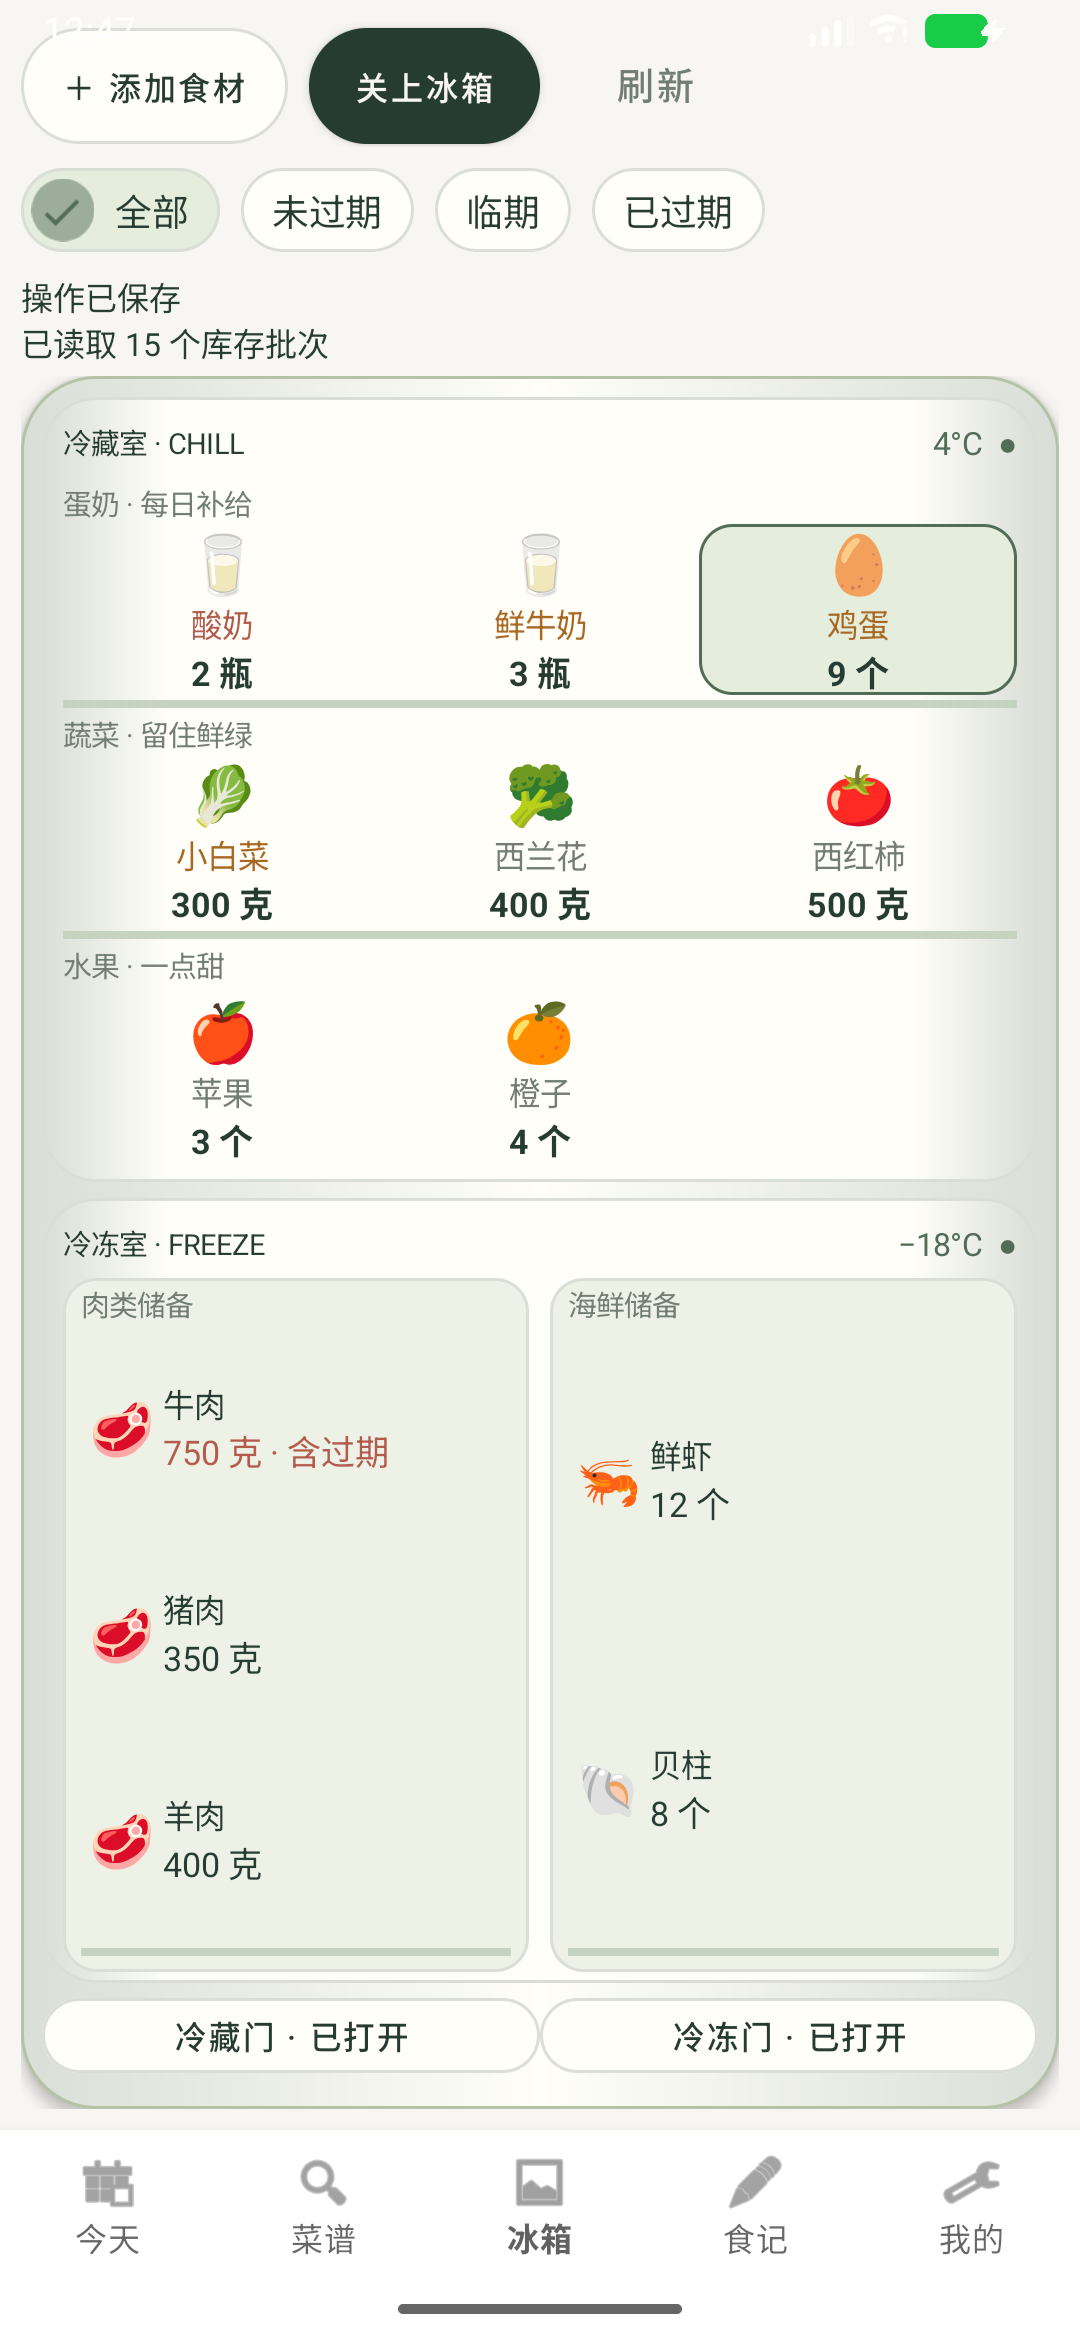 12:47
＋ 添加食材
关上冰箱
刷新
全部
未过期
临期
已过期
操作已保存
已读取 15 个库存批次
冷藏室 · CHILL
4°C
蛋奶 · 每日补给
酸奶
2 瓶
鲜牛奶
3 瓶
鸡蛋
9 个
蔬菜 · 留住鲜绿
小白菜
300 克
西兰花
400 克
西红柿
500 克
水果 · 一点甜
苹果
3 个
橙子
4 个
冷冻室 · FREEZE
−18°C
肉类储备
牛肉
750 克 · 含过期
猪肉
350 克
羊肉
400 克
海鲜储备
鲜虾
12 个
贝柱
8 个
冷藏门 · 已打开
冷冻门 · 已打开
今天
菜谱
冰箱
食记
我的